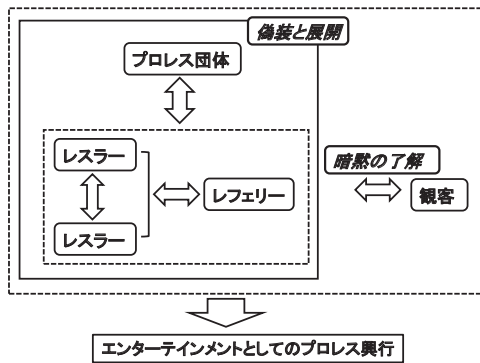 偽装と展開
プロレス団体
レスラー
レフェリー
レスラー
暗黙の了解
観客
エンターテインメントとしてのプロレス興行